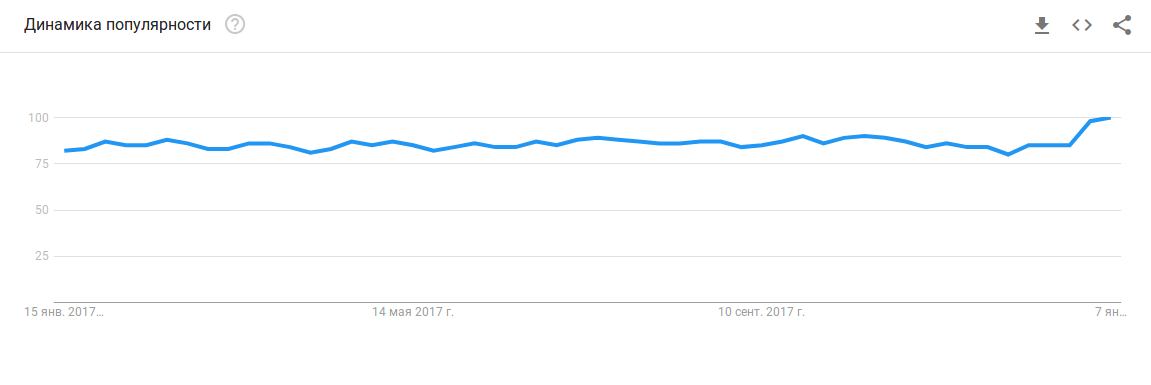 Динамика популярности ?
100
75
50
25
15 янв. 2017…
14 мая 2017 г.
10 сент. 2017 г.
7 ян…